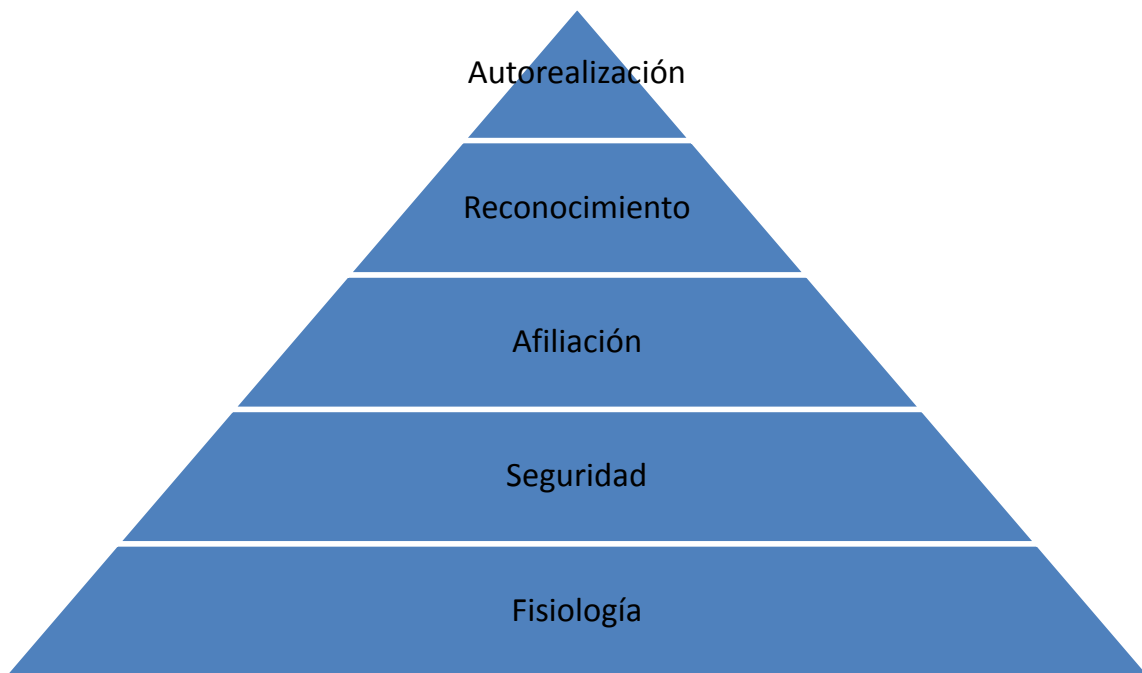 Autorealización
Reconocimiento
Afiliación
Seguridad
Fisiología